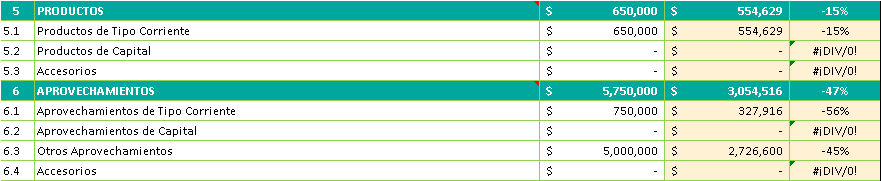 5 PRODUCTOS $ 650,000 $ 554,629 -15%
5.1 Productos de Tipo Corriente $ 650,000 $ 554,629 -15%
5.2 Productos de Capital $ - $ - #¡DIV/0!
5.3 Accesorios $ - $ - #¡DIV/0!
6 APROVECHAMIENTOS $ 5,750,000 $ 3,054,516 -47%
6.1 Aprovechamientos de Tipo Corriente $ 750,000 $ 327,916 -56%
6.2 Aprovechamientos de Capital $ - $ - #¡DIV/0!
6.3 Otros Aprovechamientos $ 5,000,000 $ 2,726,600 -45%
6.4 Accesorios $ - $ - #¡DIV/0!